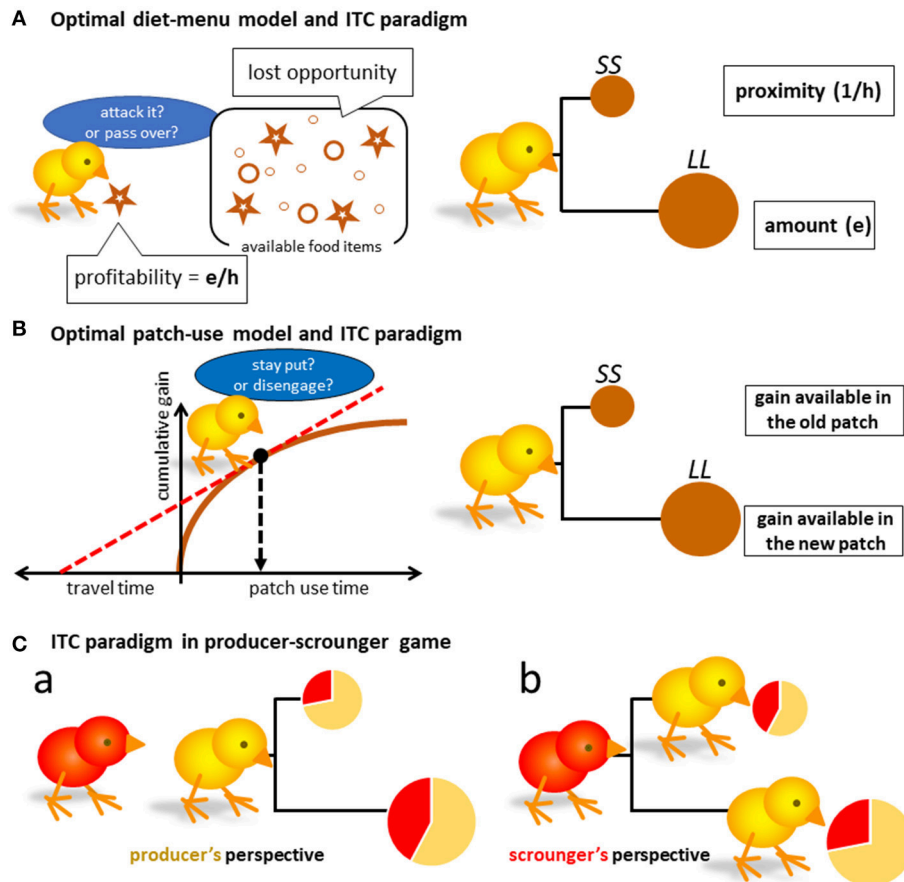 A Optimal diet-menu model and ITC paradigm
lost opportunity
attack it?
or pass over?
available food items
profitability = e/h
SS
proximity (1/h)
LL
amount (e)
B Optimal patch-use model and ITC paradigm
stay put?
or disengage?
cumulative gain
travel time
patch use time
SS
gain available in
the old patch
LL
gain available in
the new patch
C ITC paradigm in producer-scrounger game
a
producer's perspective
b
scrounger's perspective